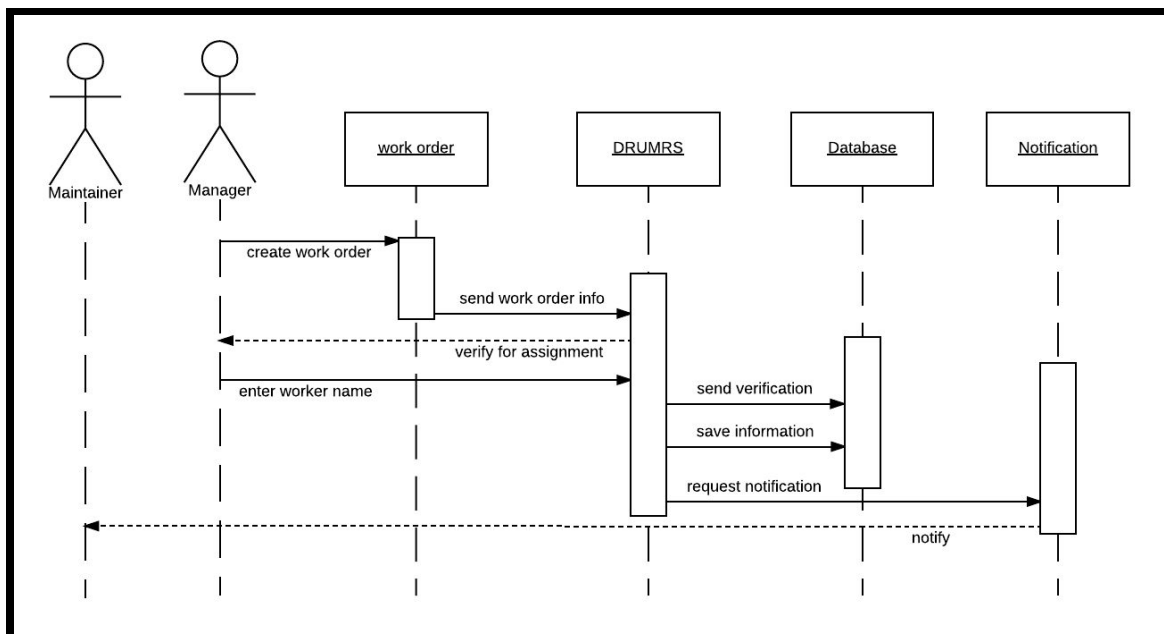 work order
DRUMRS
Database
Notification
Maintainer
Manager
create work order
send work order info
verify for assignment
enter worker name
send verification
save information
request notification
notify